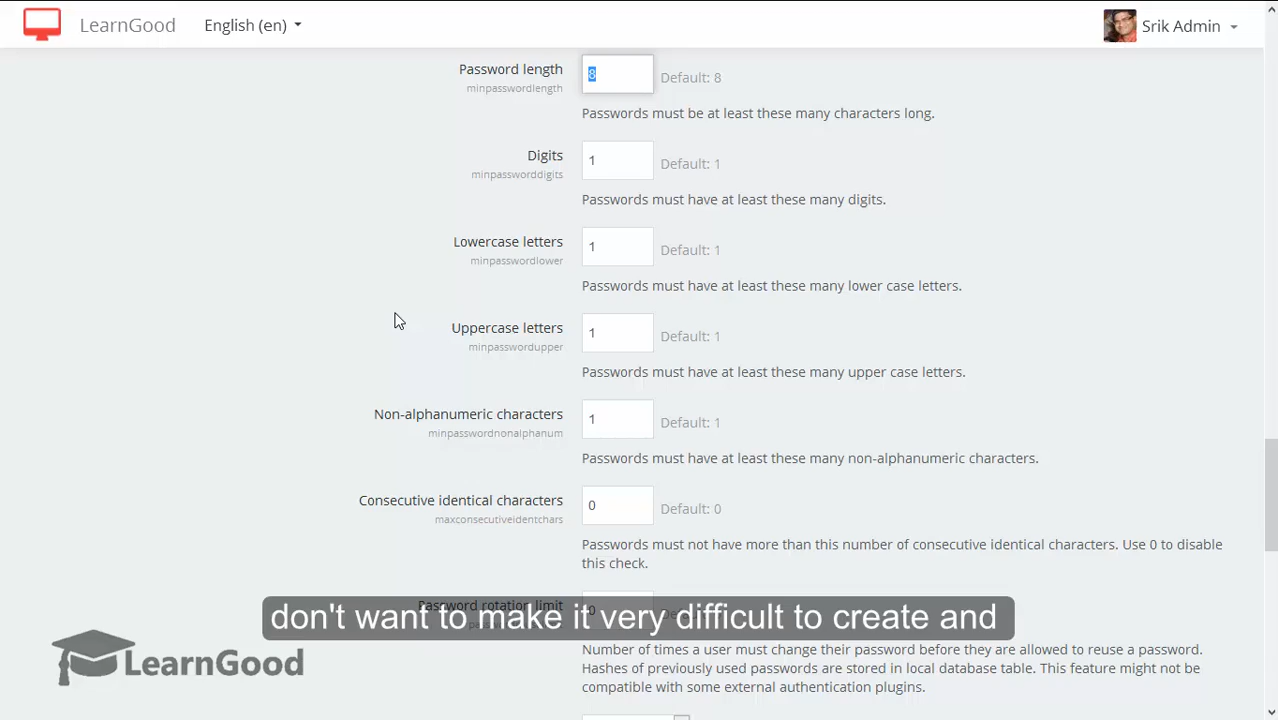 LearnGood
English (en)
Srik Admin
Password length
minpasswordlength
8
Default: 8
Passwords must be at least these many characters long.
Digits
minpassworddigits
1
Default: 1
Passwords must have at least these many digits.
Lowercase letters
minpasswordlower
1
Default: 1
Passwords must have at least these many lower case letters.
Uppercase letters
minpasswordupper
1
Default: 1
Passwords must have at least these many upper case letters.
Non-alphanumeric characters
minpasswordnonalphanum
1
Default: 1
Passwords must have at least these many non-alphanumeric characters.
Consecutive identical characters
maxconsecutiveidentchars
0
Default: 0
Passwords must not have more than this number of consecutive identical characters. Use 0 to disable
this check.
Password rotation limit
0
don't want to make it very difficult to create and
Number of times a user must change their password before they are allowed to reuse a password.
Hashes of previously used passwords are stored in local database table. This feature might not be
compatible with some external authentication plugins.
LearnGood